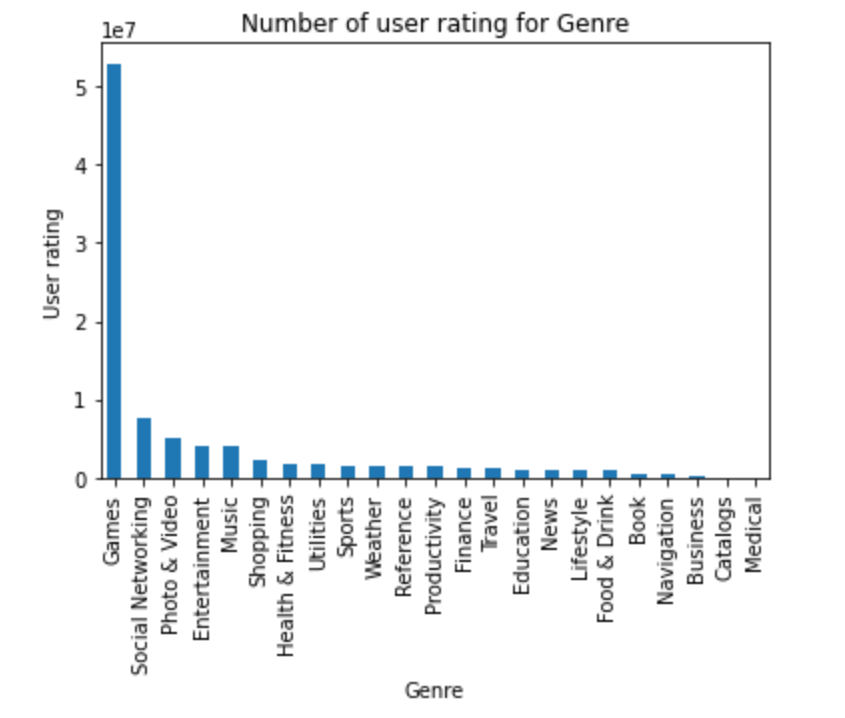 Number of user rating for Genre
1e7
User rating
5
4
3
2
1
0
Games
Social Networking
Photo & Video
Entertainment
Music
Shopping
Health & Fitness
Utilities
Sports
Weather
Reference
Productivity
Finance
Travel
Education
News
Lifestyle
Food & Drink
Book
Navigation
Business
Catalogs
Medical
Genre